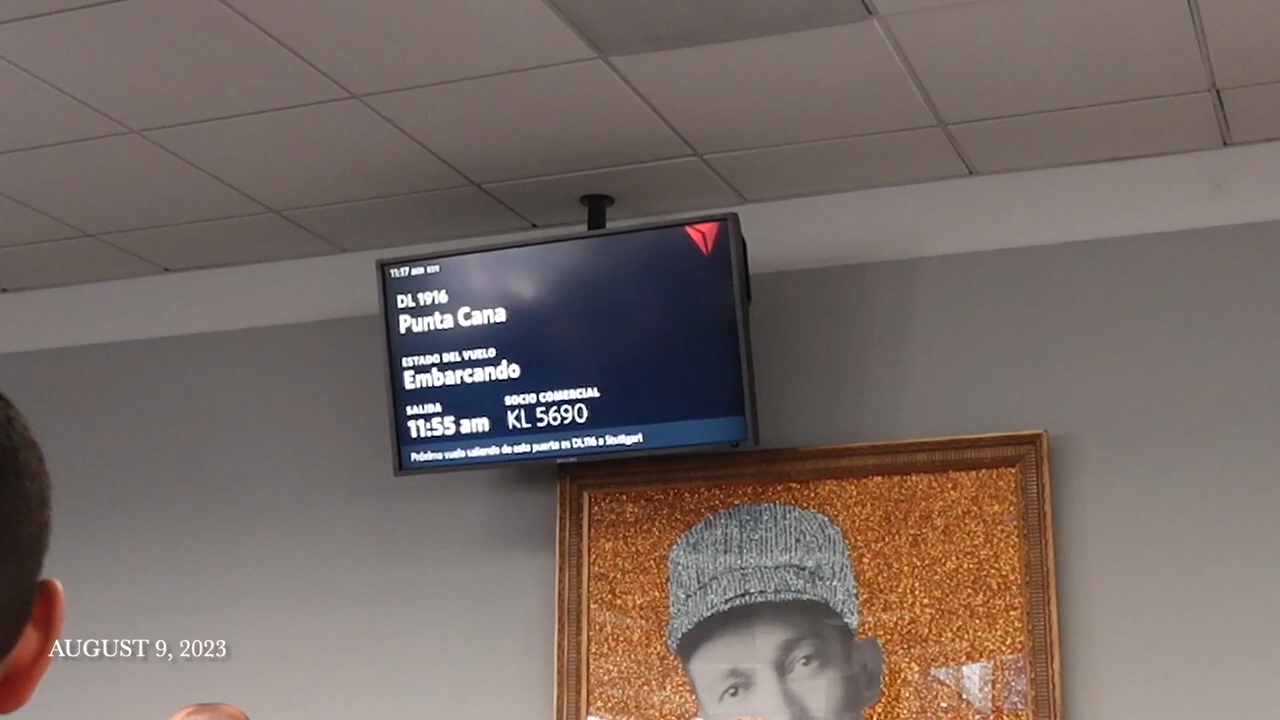 11:17 am EDT
DL 1916
Punta Cana
ESTADO DEL VUELO
Embarcando
SALIDA
SOCIO COMERCIAL
11:55 am
KL 5690
Próximo vuelo saliendo de esta puerta es DL116 a Stuttgart
AUGUST 9, 2023